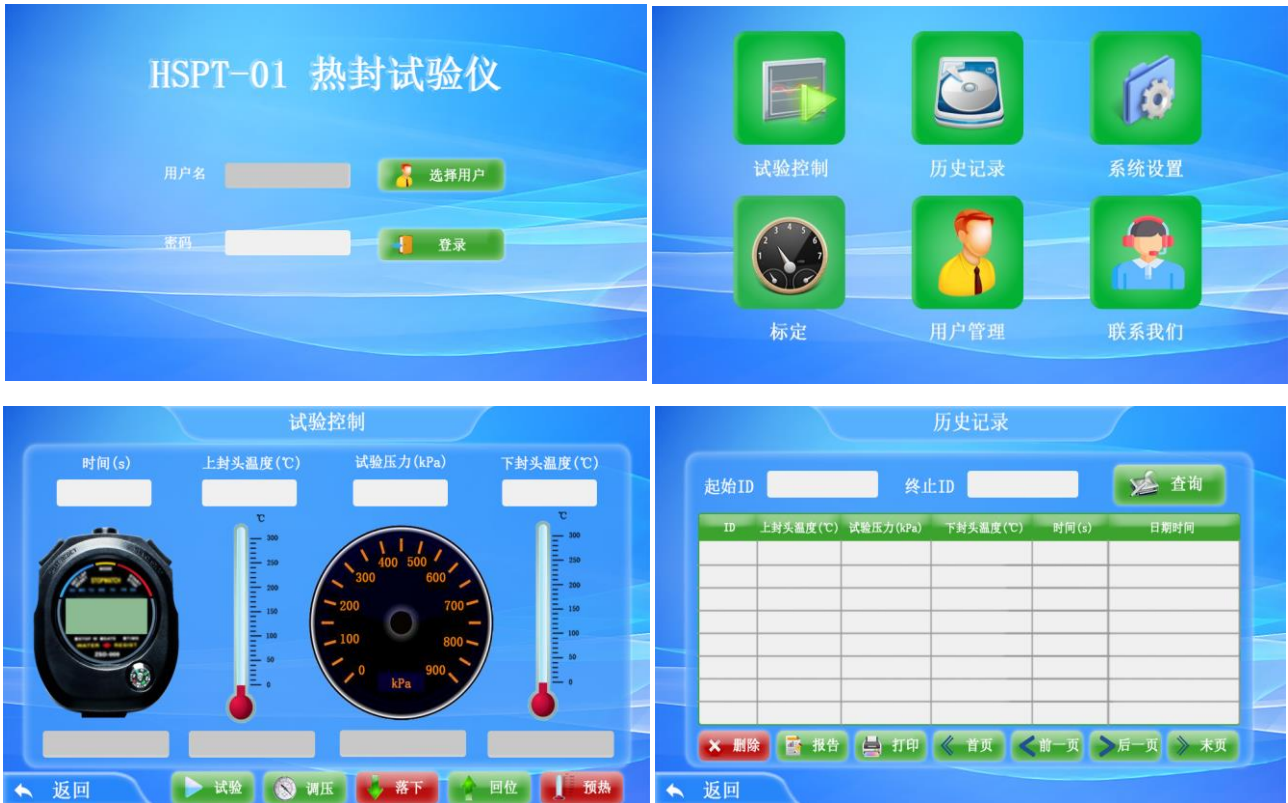 HSPT-01 热封试验仪
用户名 选择用户
密码 登录
试验控制 历史记录 系统设置
标定 用户管理 联系我们
试验控制
时间(s) 上封头温度(℃) 试验压力(kPa) 下封头温度(℃)
STOPWATCH
WATER RESIST
℃
300
250
200
150
100
50
0
0 100 200 300 400 500 600 700 800 900
kPa
℃
300
250
200
150
100
50
0
返回 试验 调压 落下 回位 预热
历史记录
起始ID 终止ID 查询
ID 上封头温度(℃) 试验压力(kPa) 下封头温度(℃) 时间(s) 日期时间
删除 报告 打印 首页 前一页 后一页 末页
返回